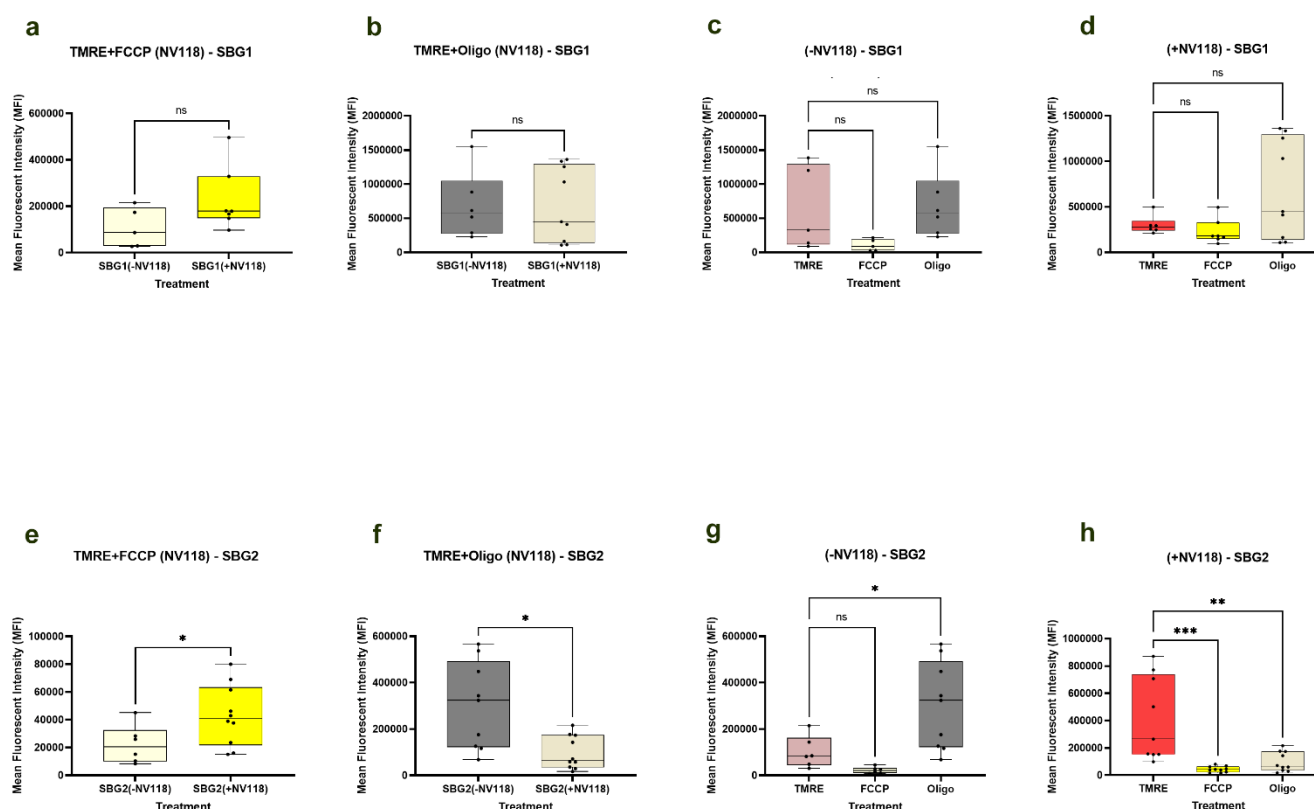 a
TMRE+FCCP (NV118) - SBG1
Mean Fluorescent Intensity (MFI)
600000
400000
200000
0
ns
SBG1(-NV118) SBG1(+NV118)
Treatment
b
TMRE+Oligo (NV118) - SBG1
Mean Fluorescent Intensity (MFI)
2000000
1500000
1000000
500000
0
ns
SBG1(-NV118) SBG1(+NV118)
Treatment
c
(-NV118) - SBG1
Mean Fluorescent Intensity (MFI)
2000000
1500000
1000000
500000
0
ns
ns
TMRE FCCP Oligo
Treatment
d
(+NV118) - SBG1
Mean Fluorescent Intensity (MFI)
1500000
1000000
500000
0
ns
ns
TMRE FCCP Oligo
Treatment
e
TMRE+FCCP (NV118) - SBG2
Mean Fluorescent Intensity (MFI)
100000
80000
60000
40000
20000
0
*
SBG2(-NV118) SBG2(+NV118)
Treatment
f
TMRE+Oligo (NV118) - SBG2
Mean Fluorescent Intensity (MFI)
600000
400000
200000
0
*
SBG2(-NV118) SBG2(+NV118)
Treatment
g
(-NV118) - SBG2
Mean Fluorescent Intensity (MFI)
600000
400000
200000
0
*
ns
TMRE FCCP Oligo
Treatment
h
(+NV118) - SBG2
Mean Fluorescent Intensity (MFI)
1000000
800000
600000
400000
200000
0
**
***
TMRE FCCP Oligo
Treatment